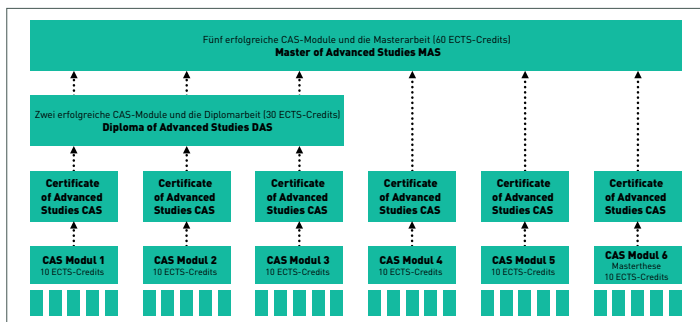 Fünf erfolgreiche CAS-Module und die Masterarbeit (60 ECTS-Credits)
Master of Advanced Studies MAS
Zwei erfolgreiche CAS-Module und die Diplomarbeit (30 ECTS-Credits)
Diploma of Advanced Studies DAS
Certificate
of Advanced
Studies CAS
Certificate
of Advanced
Studies CAS
Certificate
of Advanced
Studies CAS
Certificate
of Advanced
Studies CAS
Certificate
of Advanced
Studies CAS
Certificate
of Advanced
Studies CAS
CAS Modul 1
10 ECTS-Credits
CAS Modul 2
10 ECTS-Credits
CAS Modul 3
10 ECTS-Credits
CAS Modul 4
10 ECTS-Credits
CAS Modul 5
10 ECTS-Credits
CAS Modul 6
Masterthese
10 ECTS-Credits